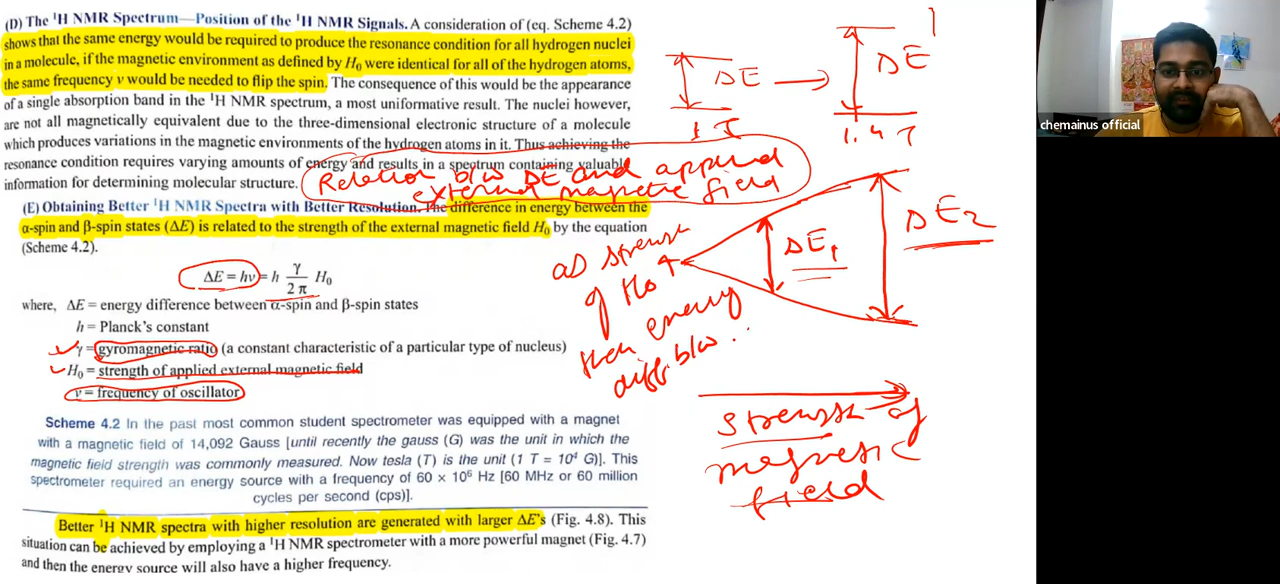 (D) The ¹H NMR Spectrum—Position of the ¹H NMR Signals. A consideration of (eq. Scheme 4.2)
shows that the same energy would be required to produce the resonance condition for all hydrogen nuclei
in a molecule, if the magnetic environment as defined by H₀ were identical for all of the hydrogen atoms,
the same frequency ν would be needed to flip the spin. The consequence of this would be the appearance
of a single absorption band in the ¹H NMR spectrum, a most uniformative result. The nuclei however,
are not all magnetically equivalent due to the three-dimensional electronic structure of a molecule
which produces variations in the magnetic environments of the hydrogen atoms in it. Thus achieving the
resonance condition requires varying amounts of energy and results in a spectrum containing valuable
information for determining molecular structure.
Relation b/w ΔE and applied
external magnetic field
(E) Obtaining Better ¹H NMR Spectra with Better Resolution. The difference in energy between the
α-spin and β-spin states (ΔE) is related to the strength of the external magnetic field H₀ by the equation
(Scheme 4.2).
ΔE = hν = h γ/2π H₀
where, ΔE = energy difference between α-spin and β-spin states
h = Planck's constant
γ = gyromagnetic ratio (a constant characteristic of a particular type of nucleus)
H₀ = strength of applied external magnetic field
ν = frequency of oscillator
Scheme 4.2 In the past most common student spectrometer was equipped with a magnet
with a magnetic field of 14,092 Gauss [until recently the gauss (G) was the unit in which the
magnetic field strength was commonly measured. Now tesla (T) is the unit (1 T = 10⁴ G)]. This
spectrometer required an energy source with a frequency of 60 × 10⁶ Hz [60 MHz or 60 million
cycles per second (cps)].
Better ¹H NMR spectra with higher resolution are generated with larger ΔE's (Fig. 4.8). This
situation can be achieved by employing a ¹H NMR spectrometer with a more powerful magnet (Fig. 4.7)
and then the energy source will also have a higher frequency.
ΔE
1 T
ΔE
1.4 T
ΔE₁
ΔE₂
as strength
of H₀ ↑
then energy
diff. b/w.
strength of
magnetic
field
chemainus official